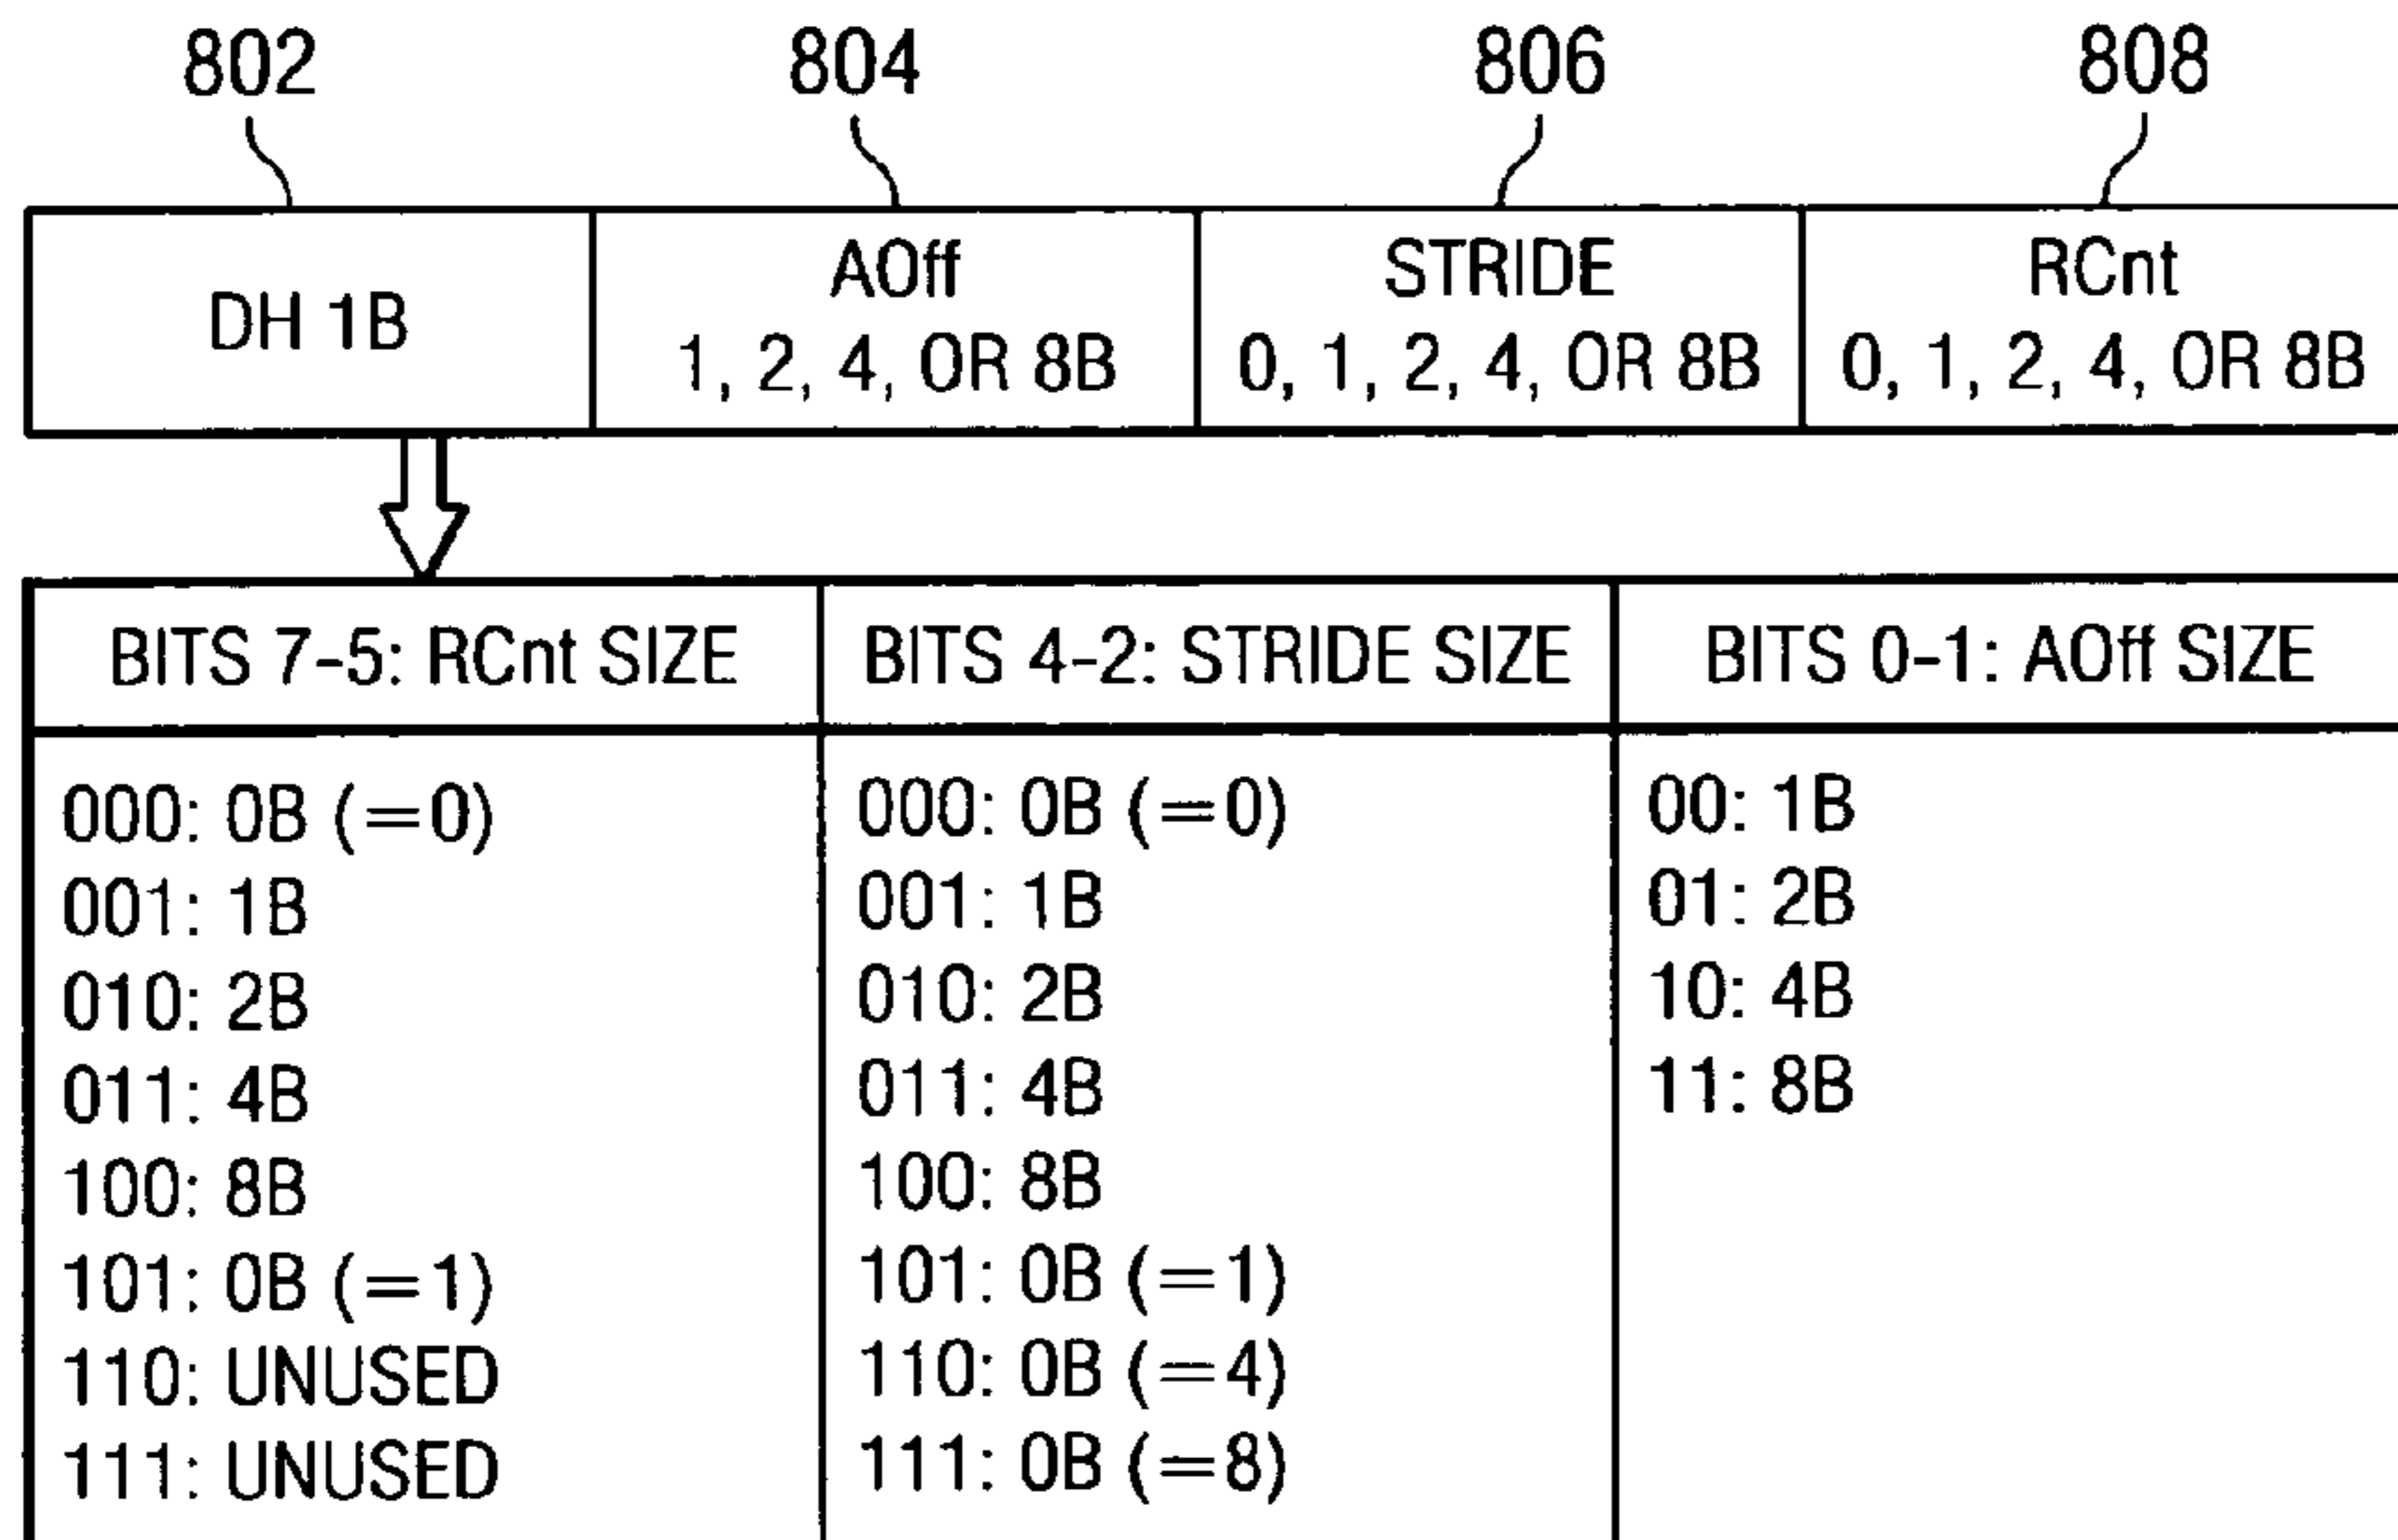 802 804 806 808
DH 1B
AOff
1, 2, 4, OR 8B
STRIDE
0, 1, 2, 4, OR 8B
RCnt
0, 1, 2, 4, OR 8B
BITS 7-5: RCnt SIZE
BITS 4-2: STRIDE SIZE
BITS 0-1: AOff SIZE
000: 0B (=0)
001: 1B
010: 2B
011: 4B
100: 8B
101: 0B (=1)
110: UNUSED
111: UNUSED
000: 0B (=0)
001: 1B
010: 2B
011: 4B
100: 8B
101: 0B (=1)
110: 0B (=4)
111: 0B (=8)
00: 1B
01: 2B
10: 4B
11: 8B